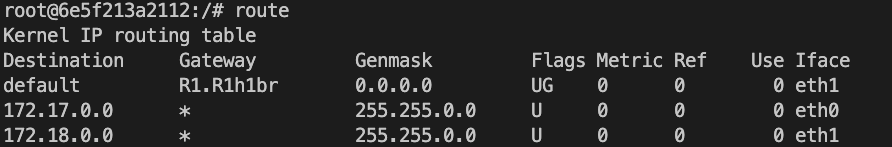 root@6e5f213a2112:/# route
Kernel IP routing table
Destination     Gateway         Genmask         Flags Metric Ref    Use Iface
default         R1.R1h1br       0.0.0.0         UG    0      0        0 eth1
172.17.0.0      *               255.255.0.0     U     0      0        0 eth0
172.18.0.0      *               255.255.0.0     U     0      0        0 eth1